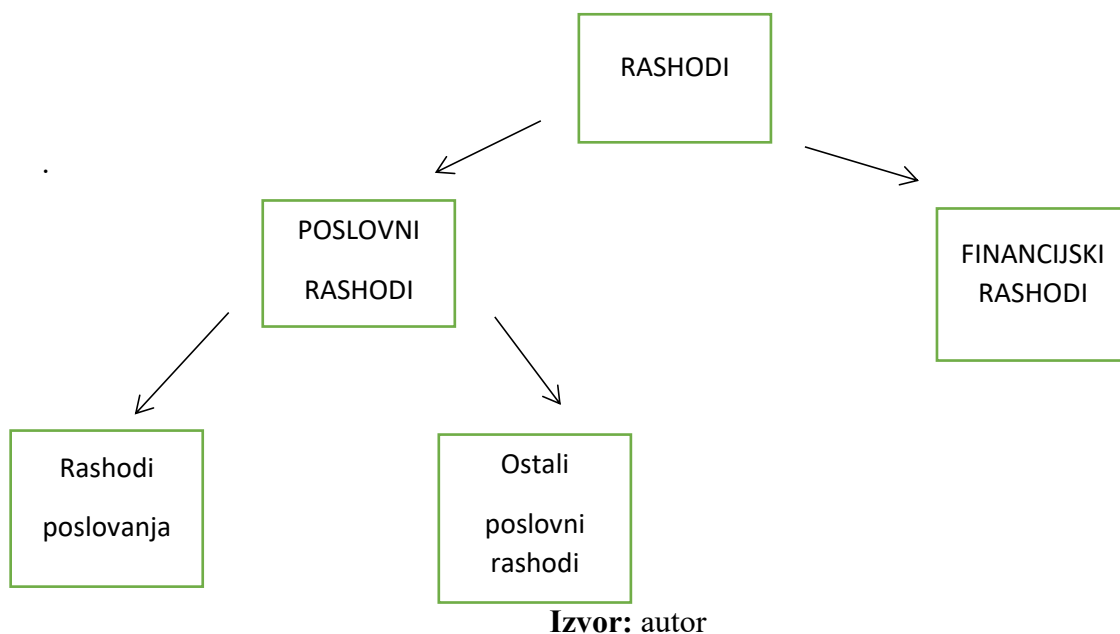 RASHODI
.
POSLOVNI
RASHODI
FINANCIJSKI
RASHODI
Rashodi
poslovanja
Ostali
poslovni
rashodi
Izvor: autor